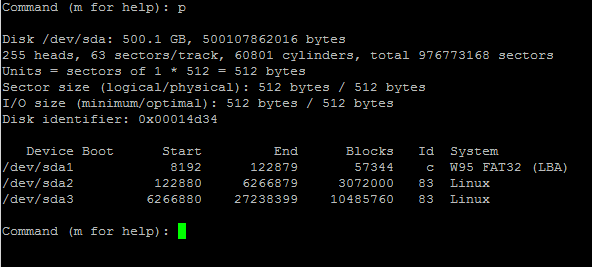 Command (m for help): p
Disk /dev/sda: 500.1 GB, 500107862016 bytes
255 heads, 63 sectors/track, 60801 cylinders, total 976773168 sectors
Units = sectors of 1 * 512 = 512 bytes
Sector size (logical/physical): 512 bytes / 512 bytes
I/O size (minimum/optimal): 512 bytes / 512 bytes
Disk identifier: 0x00014d34
Device Boot Start End Blocks Id System
/dev/sda1 8192 122879 57344 c W95 FAT32 (LBA)
/dev/sda2 122880 6266879 3072000 83 Linux
/dev/sda3 6266880 27238399 10485760 83 Linux
Command (m for help):